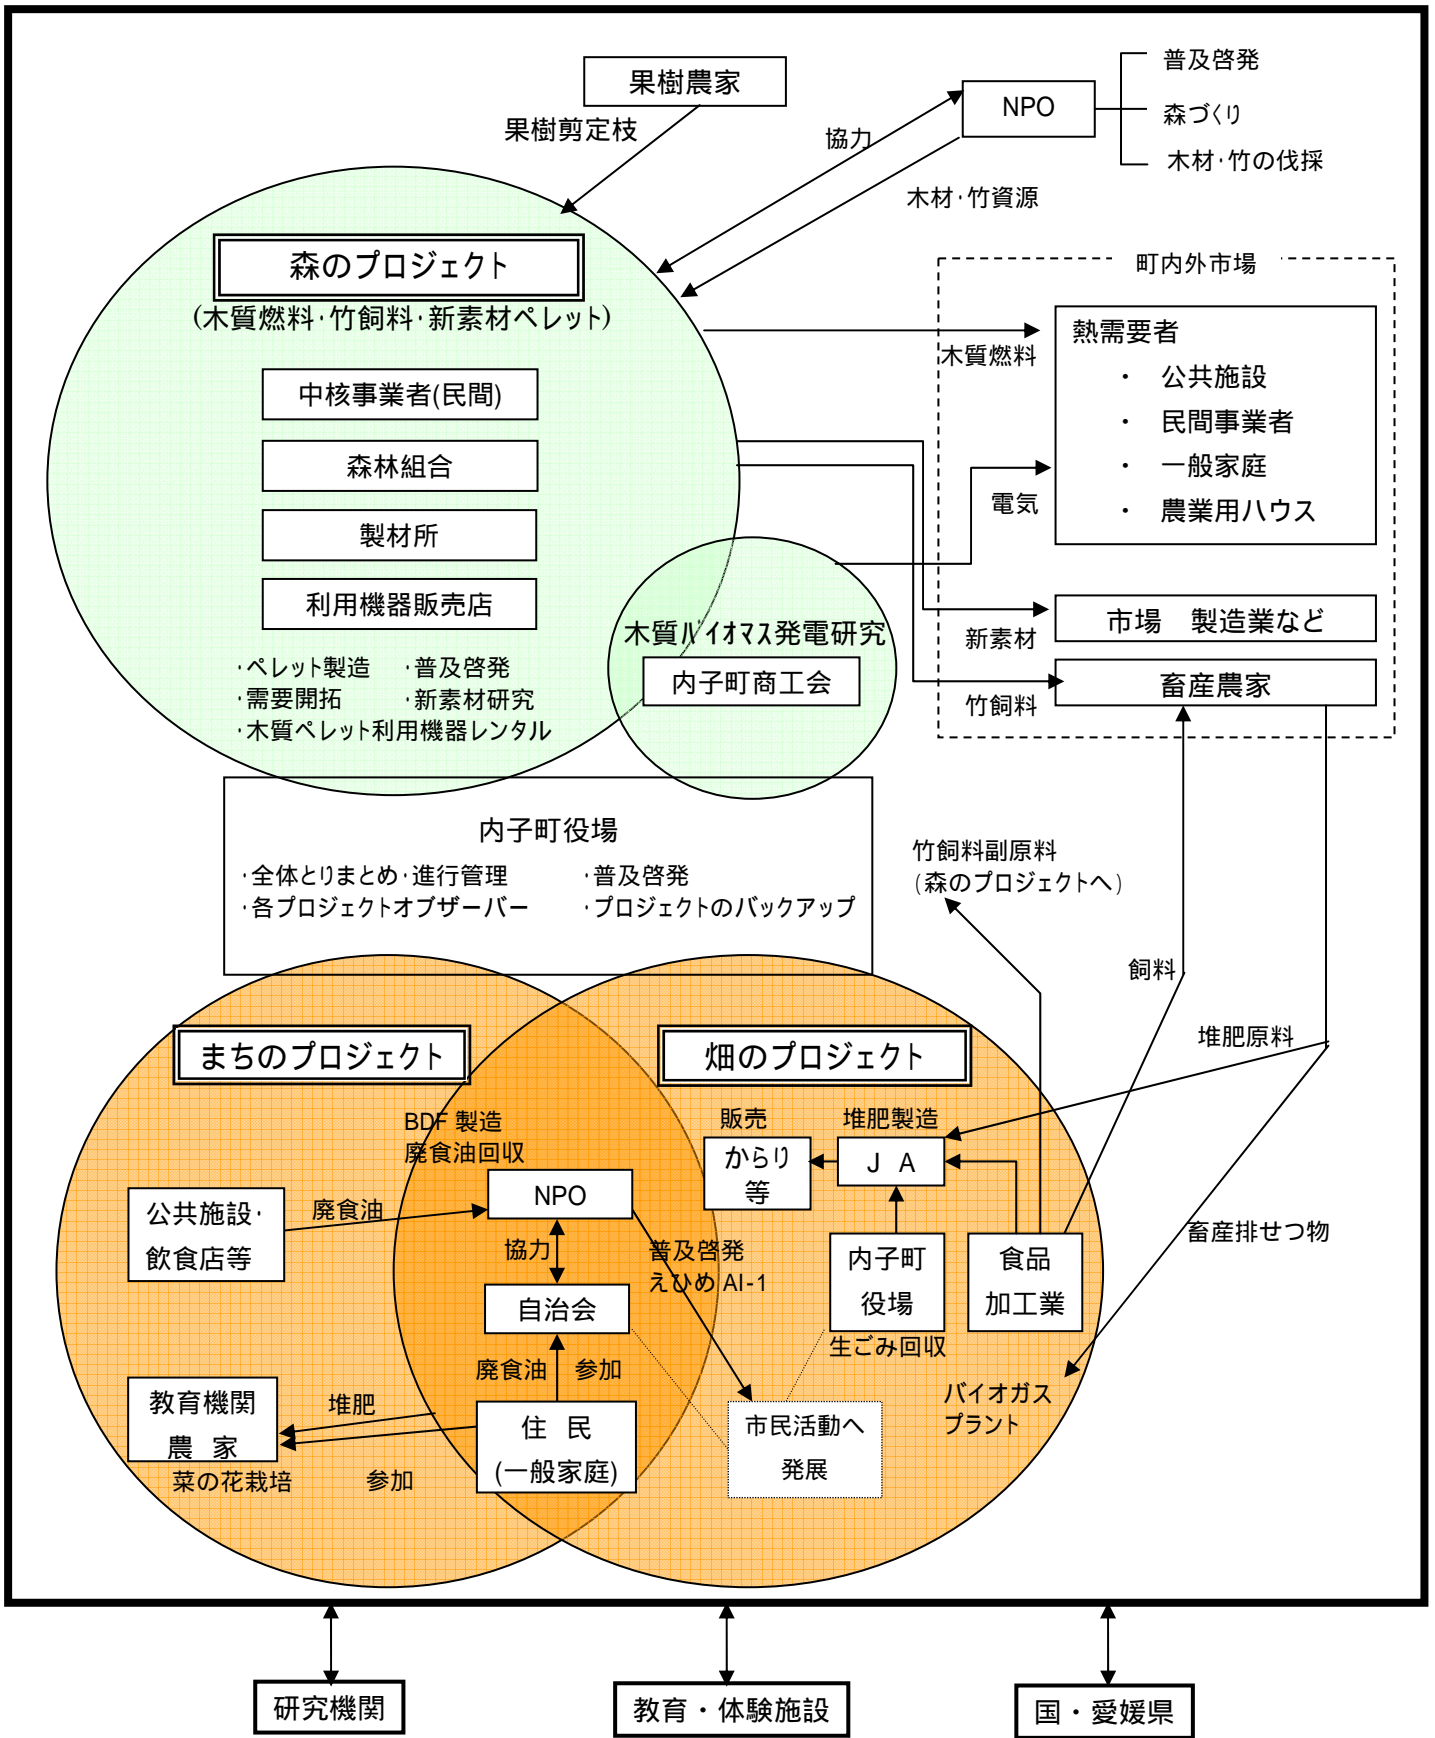 果樹農家
果樹剪定枝
NPO
普及啓発
森づくり
木材・竹の伐採
協力
木材・竹資源
森のプロジェクト
(木質燃料・竹飼料・新素材ペレット)
中核事業者(民間)
森林組合
製材所
利用機器販売店
・ペレット製造 ・普及啓発
・需要開拓 ・新素材研究
・木質ペレット利用機器レンタル
木質バイオマス発電研究
内子町商工会
町内外市場
木質燃料
熱需要者
・ 公共施設
・ 民間事業者
・ 一般家庭
・ 農業用ハウス
電気
新素材
市場 製造業など
竹飼料
畜産農家
内子町役場
・全体とりまとめ・進行管理 ・普及啓発
・各プロジェクトオブザーバー ・プロジェクトのバックアップ
竹飼料副原料
(森のプロジェクトへ)
飼料
堆肥原料
畜産排せつ物
まちのプロジェクト
畑のプロジェクト
BDF 製造
廃食油回収
NPO
公共施設・
飲食店等
廃食油
協力
自治会
廃食油 参加
住 民
(一般家庭)
教育機関
農 家
菜の花栽培
堆肥
参加
普及啓発
えひめ AI-1
販売
からり
等
堆肥製造
J A
内子町
役場
生ごみ回収
食品
加工業
市民活動へ
発展
バイオガス
プラント
研究機関
教育・体験施設
国・愛媛県